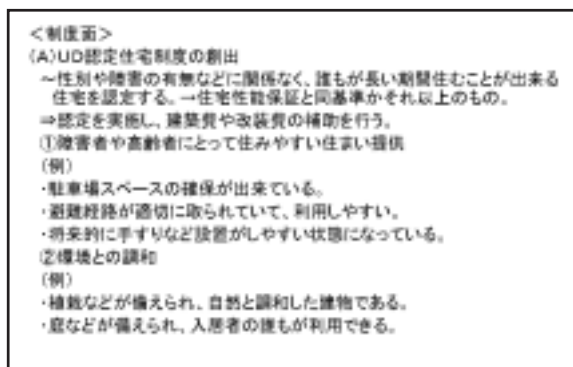 ＜制度面＞
(A)UD認定住宅制度の創出
～性別や障害の有無などに関係なく、誰もが長い期間住むことが出来る
住宅を認定する。→住宅性能保証と同基準かそれ以上のもの。
⇒認定を実施し、建築費や改装費の補助を行う。
①障害者や高齢者にとって住みやすい住まい提供
(例)
・駐車場スペースの確保が出来ている。
・避難経路が適切に取られていて、利用しやすい。
・将来的に手すりなど設置がしやすい状態になっている。
②環境との調和
(例)
・植栽などが備えられ、自然と調和した建物である。
・庭などが備えられ、入居者の誰もが利用できる。